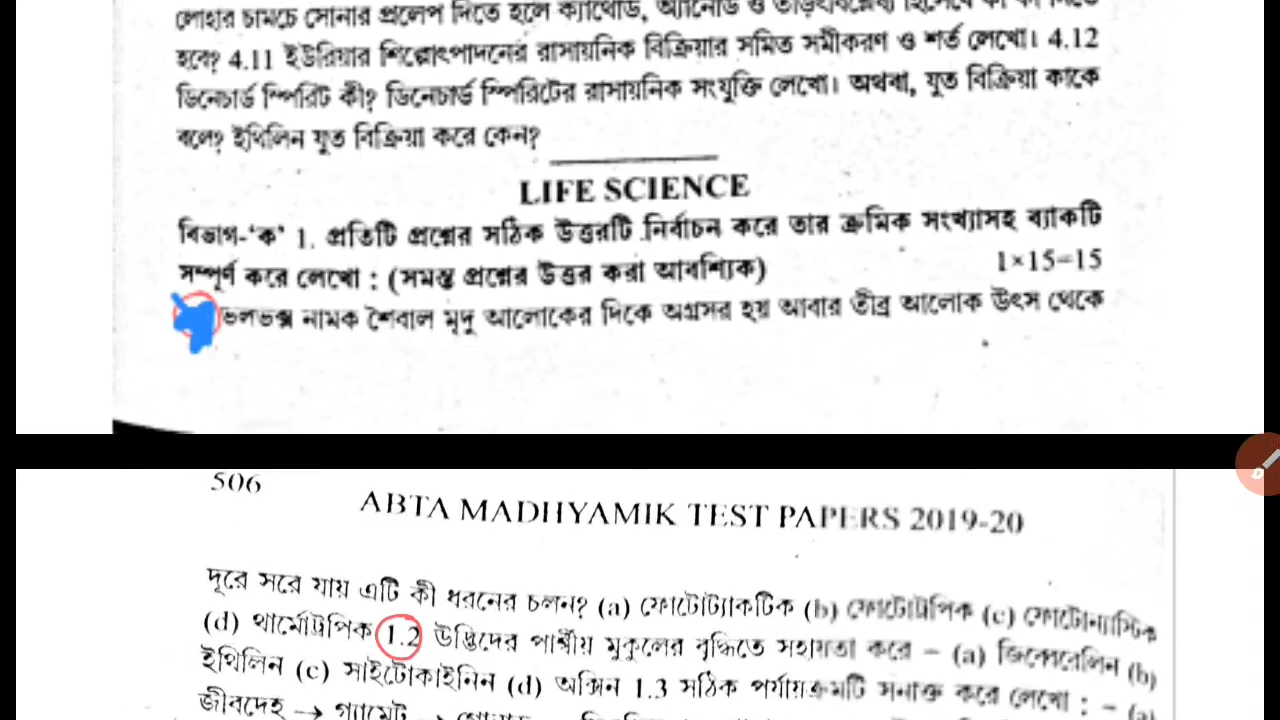 লোহার চামচে সোনার প্রলেপ দিতে হলে ক্যাথোড, অ্যানোড ও তড়িৎবিশ্লেষ্য হিসেবে কী কী নিতে
হবে? 4.11 ইউরিয়ার শিল্পোৎপাদনের রাসায়নিক বিক্রিয়ার সমিত সমীকরণ ও শর্ত লেখো। 4.12
ডিনেচার্ড স্পিরিট কী? ডিনেচার্ড স্পিরিটের রাসায়নিক সংযুক্তি লেখো। অথবা, যুত বিক্রিয়া কাকে
বলে? ইথিলিন যুত বিক্রিয়া করে কেন?
LIFE SCIENCE
বিভাগ-‘ক’ 1. প্রতিটি প্রশ্নের সঠিক উত্তরটি নির্বাচন করে তার ক্রমিক সংখ্যাসহ বাক্যটি
সম্পূর্ণ করে লেখো : (সমস্ত প্রশ্নের উত্তর করা আবশ্যিক) 1×15=15
ভলভক্স নামক শৈবাল মৃদু আলোকের দিকে অগ্রসর হয় আবার তীব্র আলোক উৎস থেকে
506
ABTA MADHYAMIK TEST PAPERS 2019-20
দূরে সরে যায় এটি কী ধরনের চলন? (a) ফোটোট্যাকটিক (b) ফোটোট্রপিক (c) ফোটোন্যাস্টিক
(d) থার্মোট্রপিক 1.2 উদ্ভিদের পার্শ্বীয় মুকুলের বৃদ্ধিতে সহায়তা করে – (a) জিব্বেরেলিন (b)
ইথিলিন (c) সাইটোকাইনিন (d) অক্সিন 1.3 সঠিক পর্যায়ক্রমটি সনাক্ত করে লেখো : – (a)
জীবদেহ → গ্যামেট →